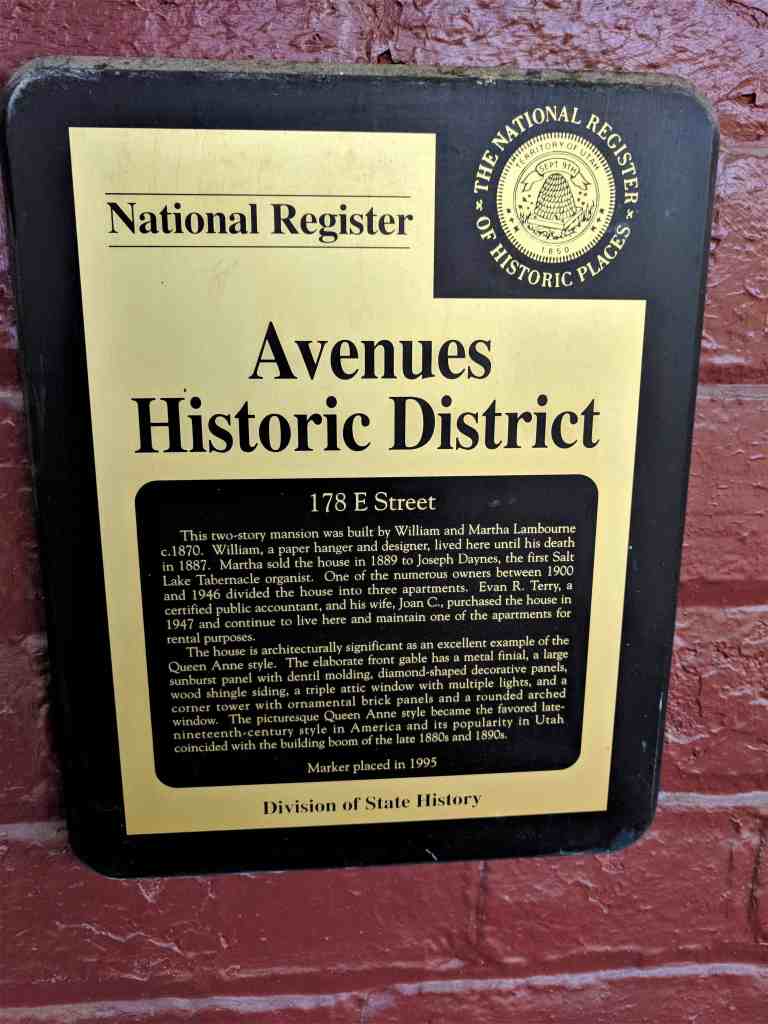 THE NATIONAL REGISTER
OF HISTORIC PLACES
TERRITORY OF UTAH
SEPT 9TH
1850
National Register
Avenues
Historic District
178 E Street
This two-story mansion was built by William and Martha Lambourne
c.1870. William, a paper hanger and designer, lived here until his death
in 1887. Martha sold the house in 1889 to Joseph Daynes, the first Salt
Lake Tabernacle organist. One of the numerous owners between 1900
and 1946 divided the house into three apartments. Evan R. Terry, a
certified public accountant, and his wife, Joan C., purchased the house in
1947 and continue to live here and maintain one of the apartments for
rental purposes.
The house is architecturally significant as an excellent example of the
Queen Anne style. The elaborate front gable has a metal finial, a large
sunburst panel with dentil molding, diamond-shaped decorative panels,
wood shingle siding, a triple attic window with multiple lights, and a
corner tower with ornamental brick panels and a rounded arched
window. The picturesque Queen Anne style became the favored late-
nineteenth-century style in America and its popularity in Utah
coincided with the building boom of the late 1880s and 1890s.
Marker placed in 1995
Division of State History